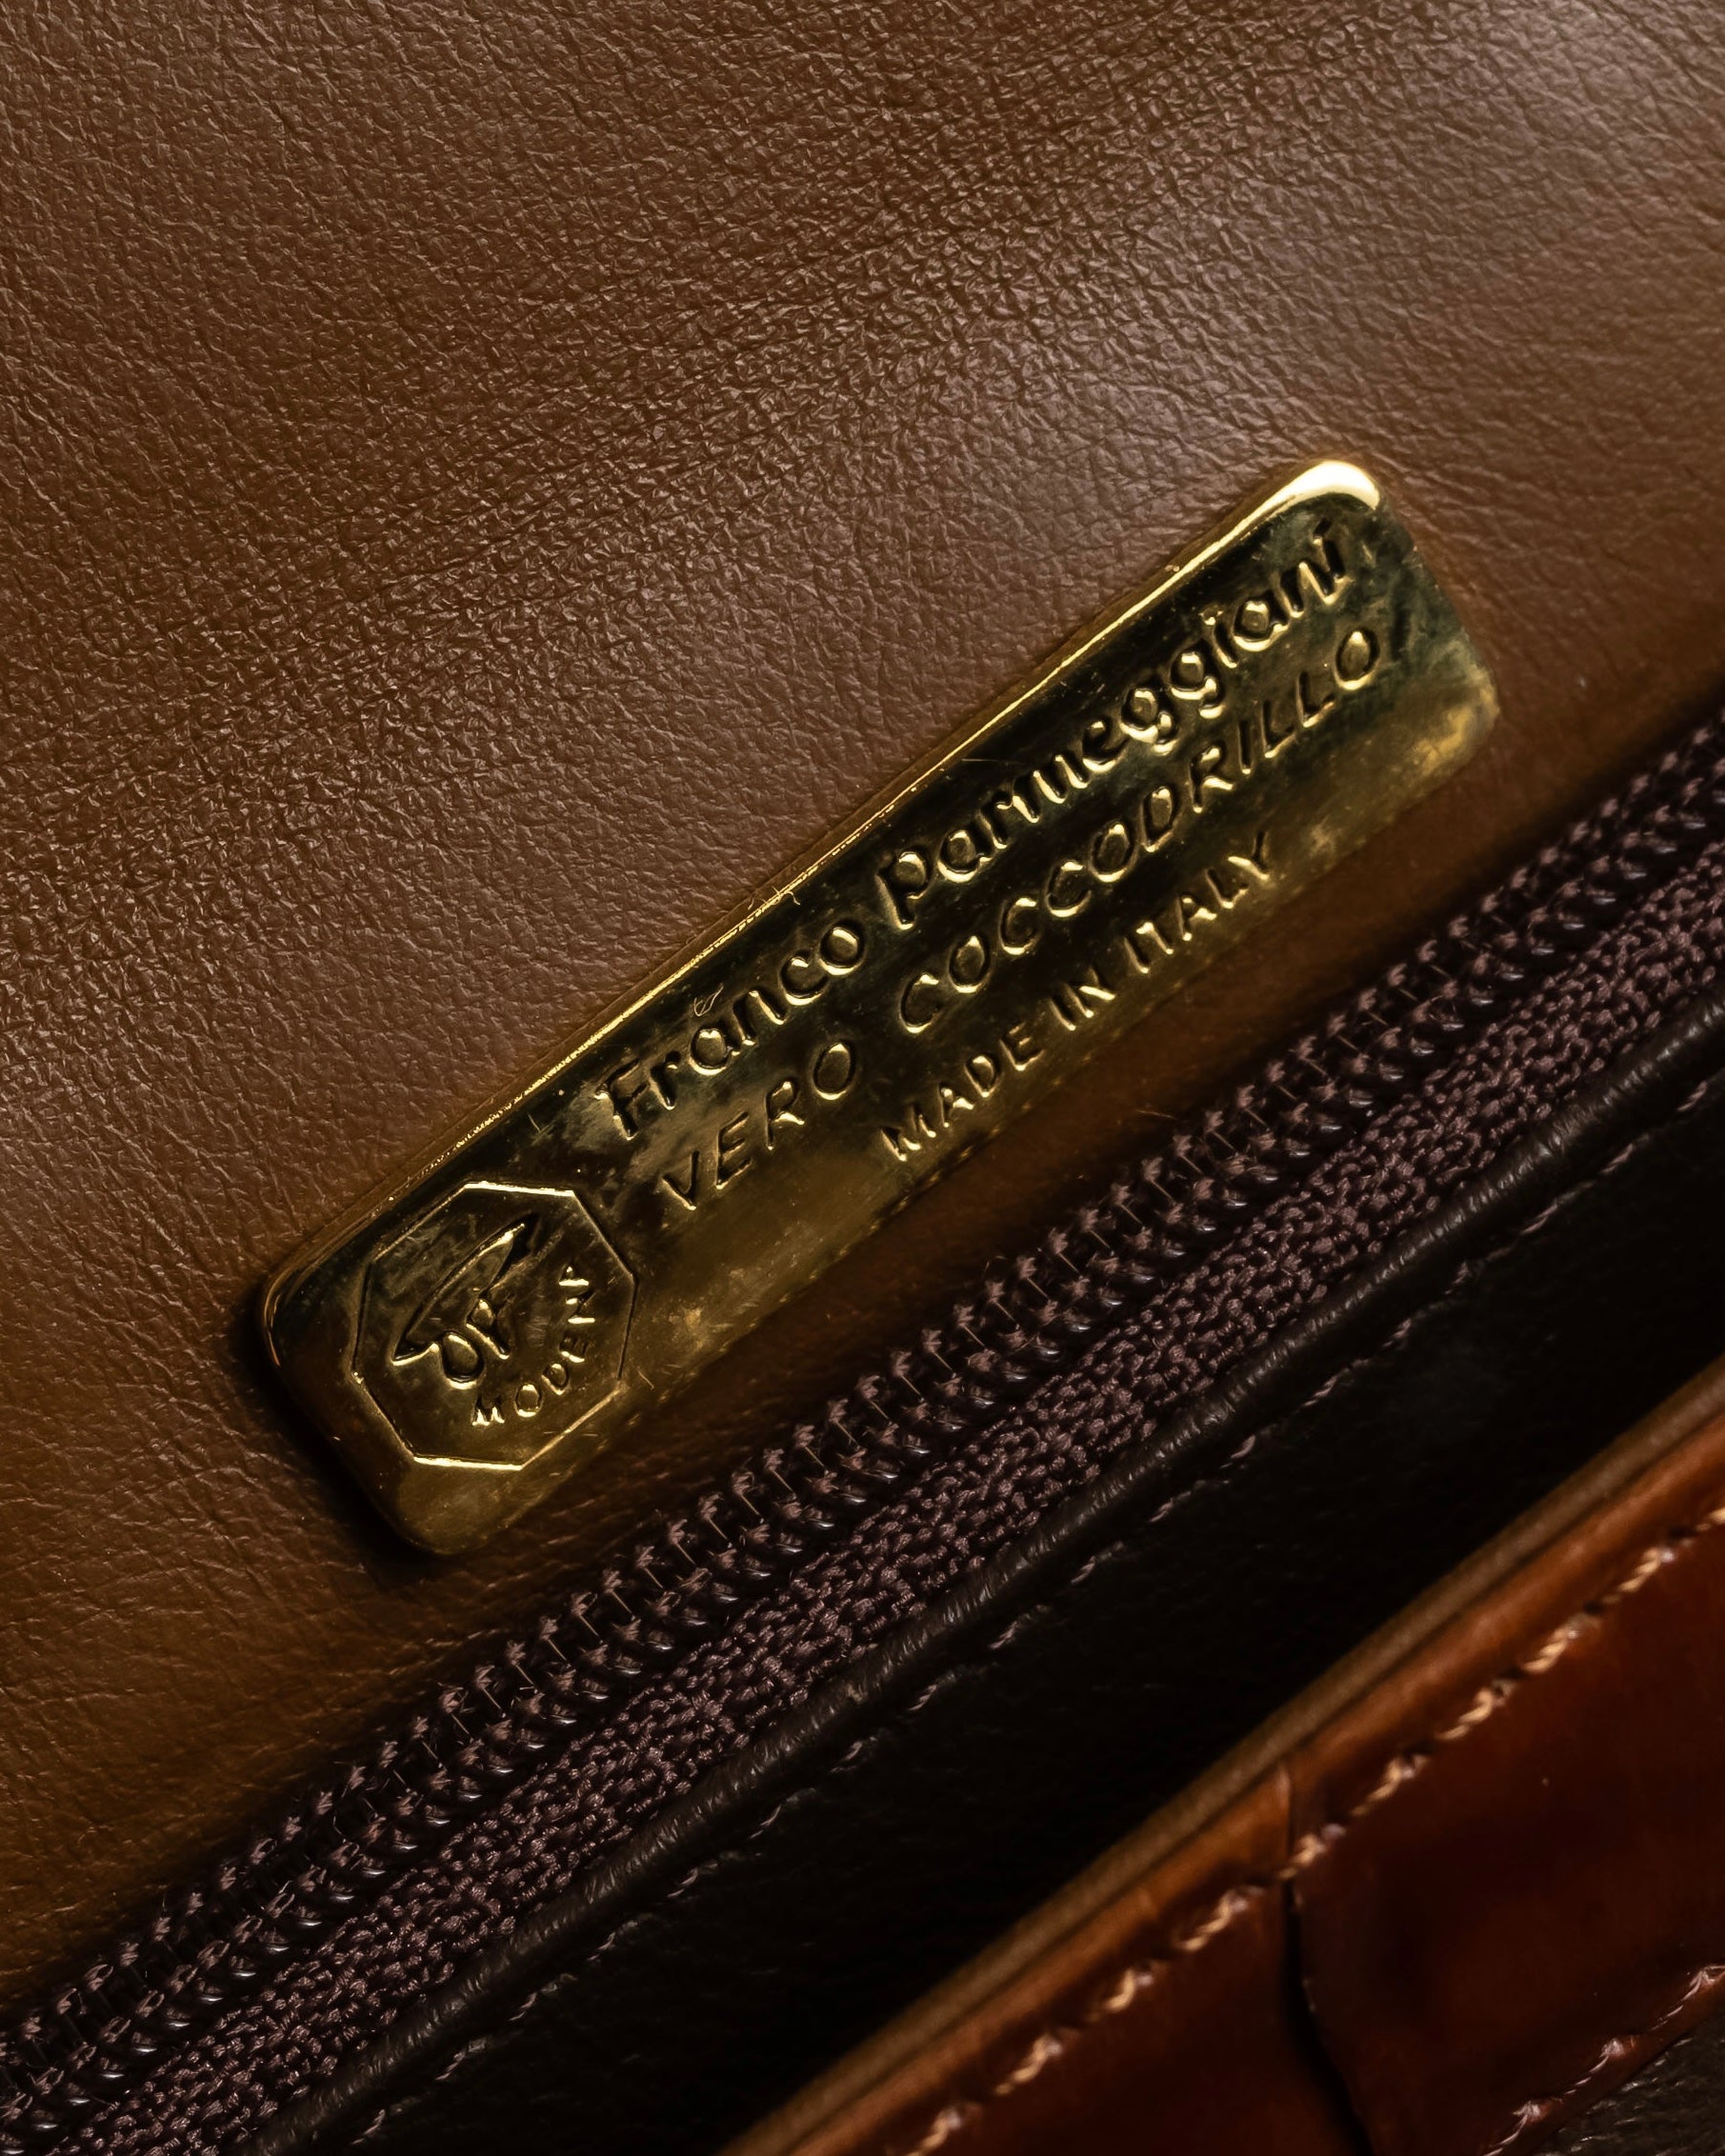 Franco parmeggiani
VERO COCCODRILLO
MADE IN ITALY
MODENA